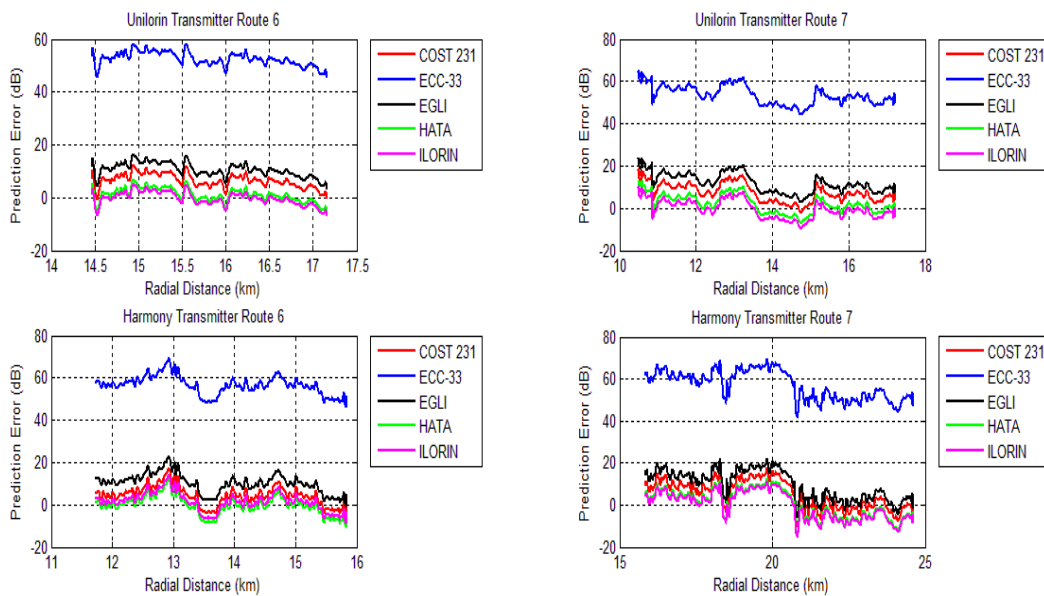 Unilorin Transmitter Route 6
60
40
20
0
-20
Prediction Error (dB)
14
14.5
15
15.5
16
16.5
17
17.5
Radial Distance (km)
COST 231
ECC-33
EGLI
HATA
ILORIN
Unilorin Transmitter Route 7
80
60
40
20
0
-20
Prediction Error (dB)
10
12
14
16
18
Radial Distance (km)
COST 231
ECC-33
EGLI
HATA
ILORIN
Harmony Transmitter Route 6
80
60
40
20
0
-20
Prediction Error (dB)
11
12
13
14
15
16
Radial Distance (km)
COST 231
ECC-33
EGLI
HATA
ILORIN
Harmony Transmitter Route 7
80
60
40
20
0
-20
Prediction Error (dB)
15
20
25
Radial Distance (km)
COST 231
ECC-33
EGLI
HATA
ILORIN